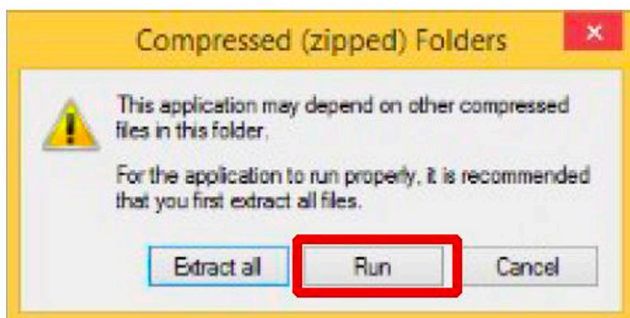 Compressed (zipped) Folders
This application may depend on other compressed
files in this folder.
For the application to run properly, it is recommended
that you first extract all files.
Extract all
Run
Cancel